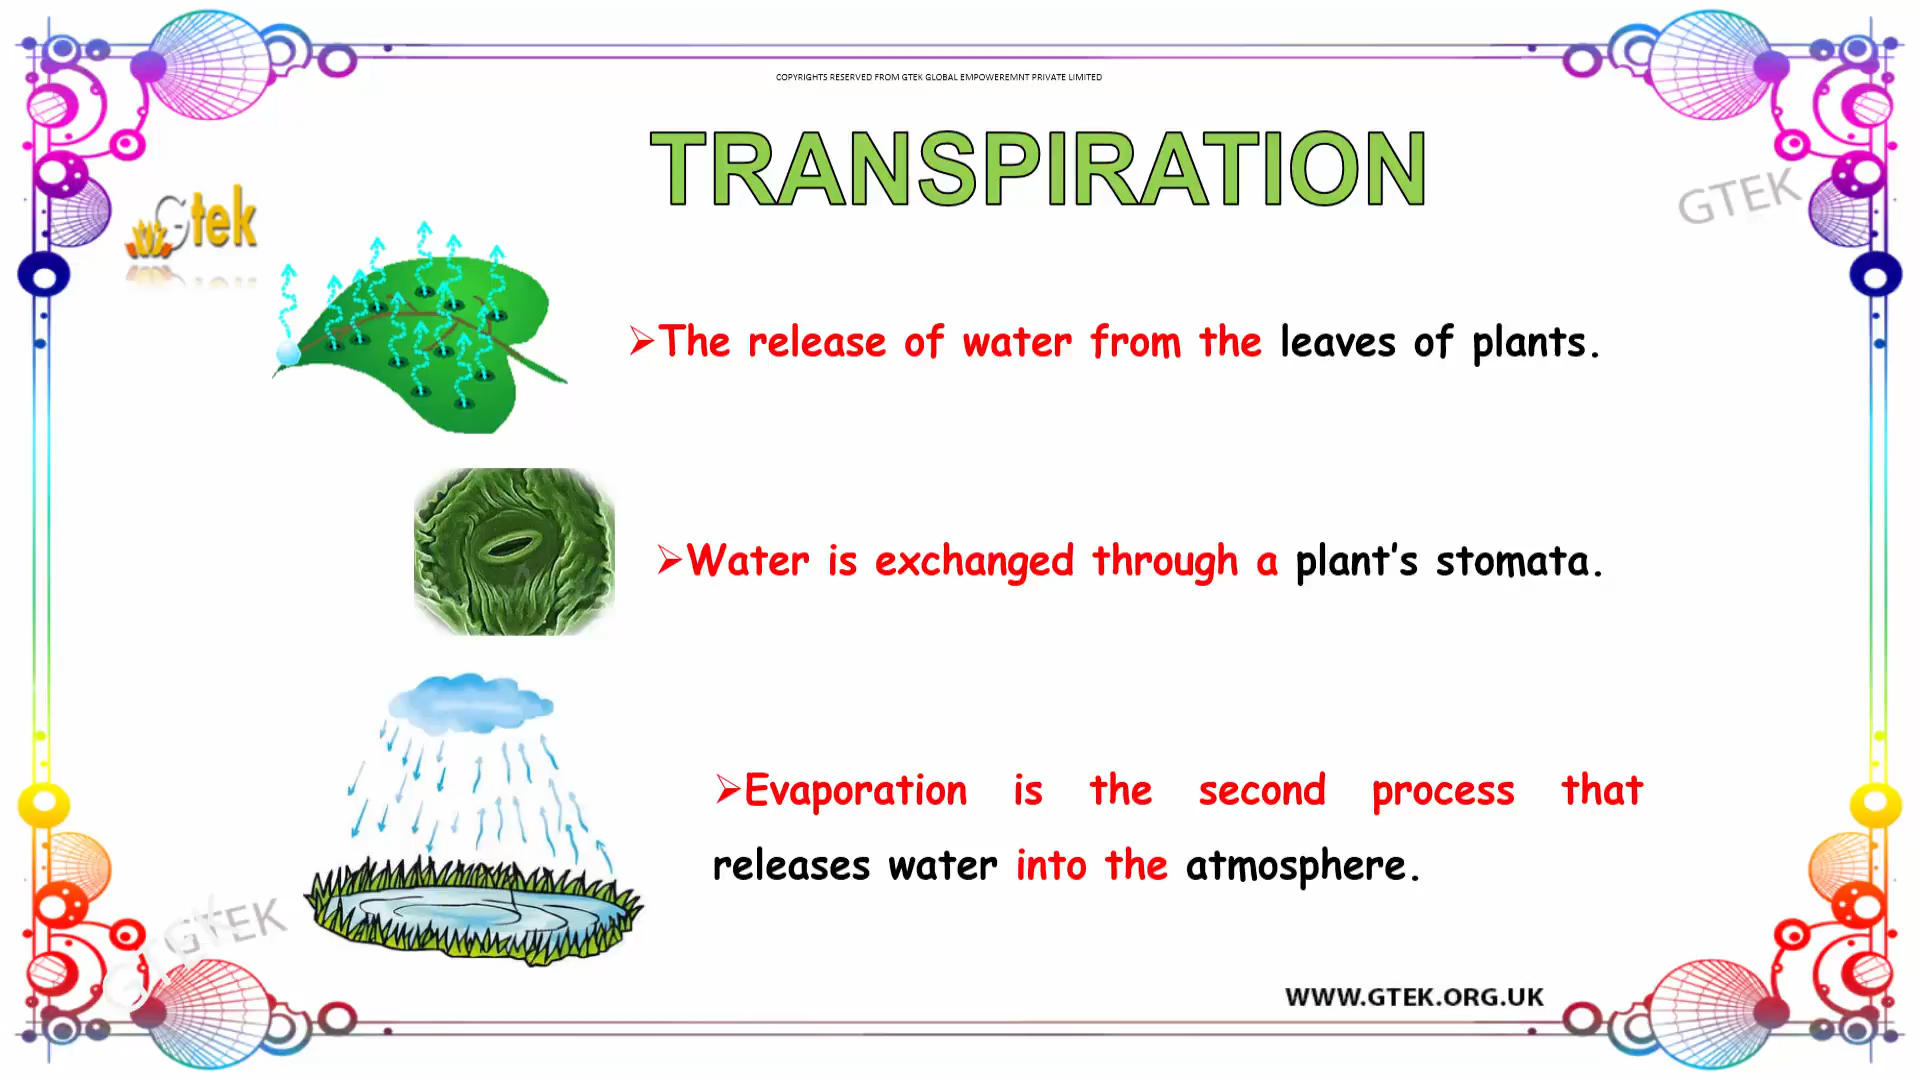 COPYRIGHTS RESERVED FROM GTEK GLOBAL EMPOWEREMNT PRIVATE LIMITED
TRANSPIRATION
Gtek
GTEK
➢The release of water from the leaves of plants.
➢Water is exchanged through a plant's stomata.
➢Evaporation is the second process that
releases water into the atmosphere.
GTEK
WWW.GTEK.ORG.UK